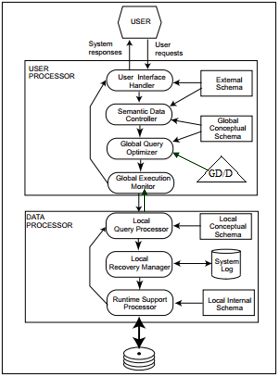 USER
System
responses
User
requests
USER
PROCESSOR
User Interface
Handler
External
Schema
Semantic Data
Controller
Global
Conceptual
Schema
Global Query
Optimizer
GD/D
Global Execution
Monitor
DATA
PROCESSOR
Local
Query Processor
Local
Conceptual
Schema
Local
Recovery Manager
System
Log
Runtime Support
Processor
Local Internal
Schema